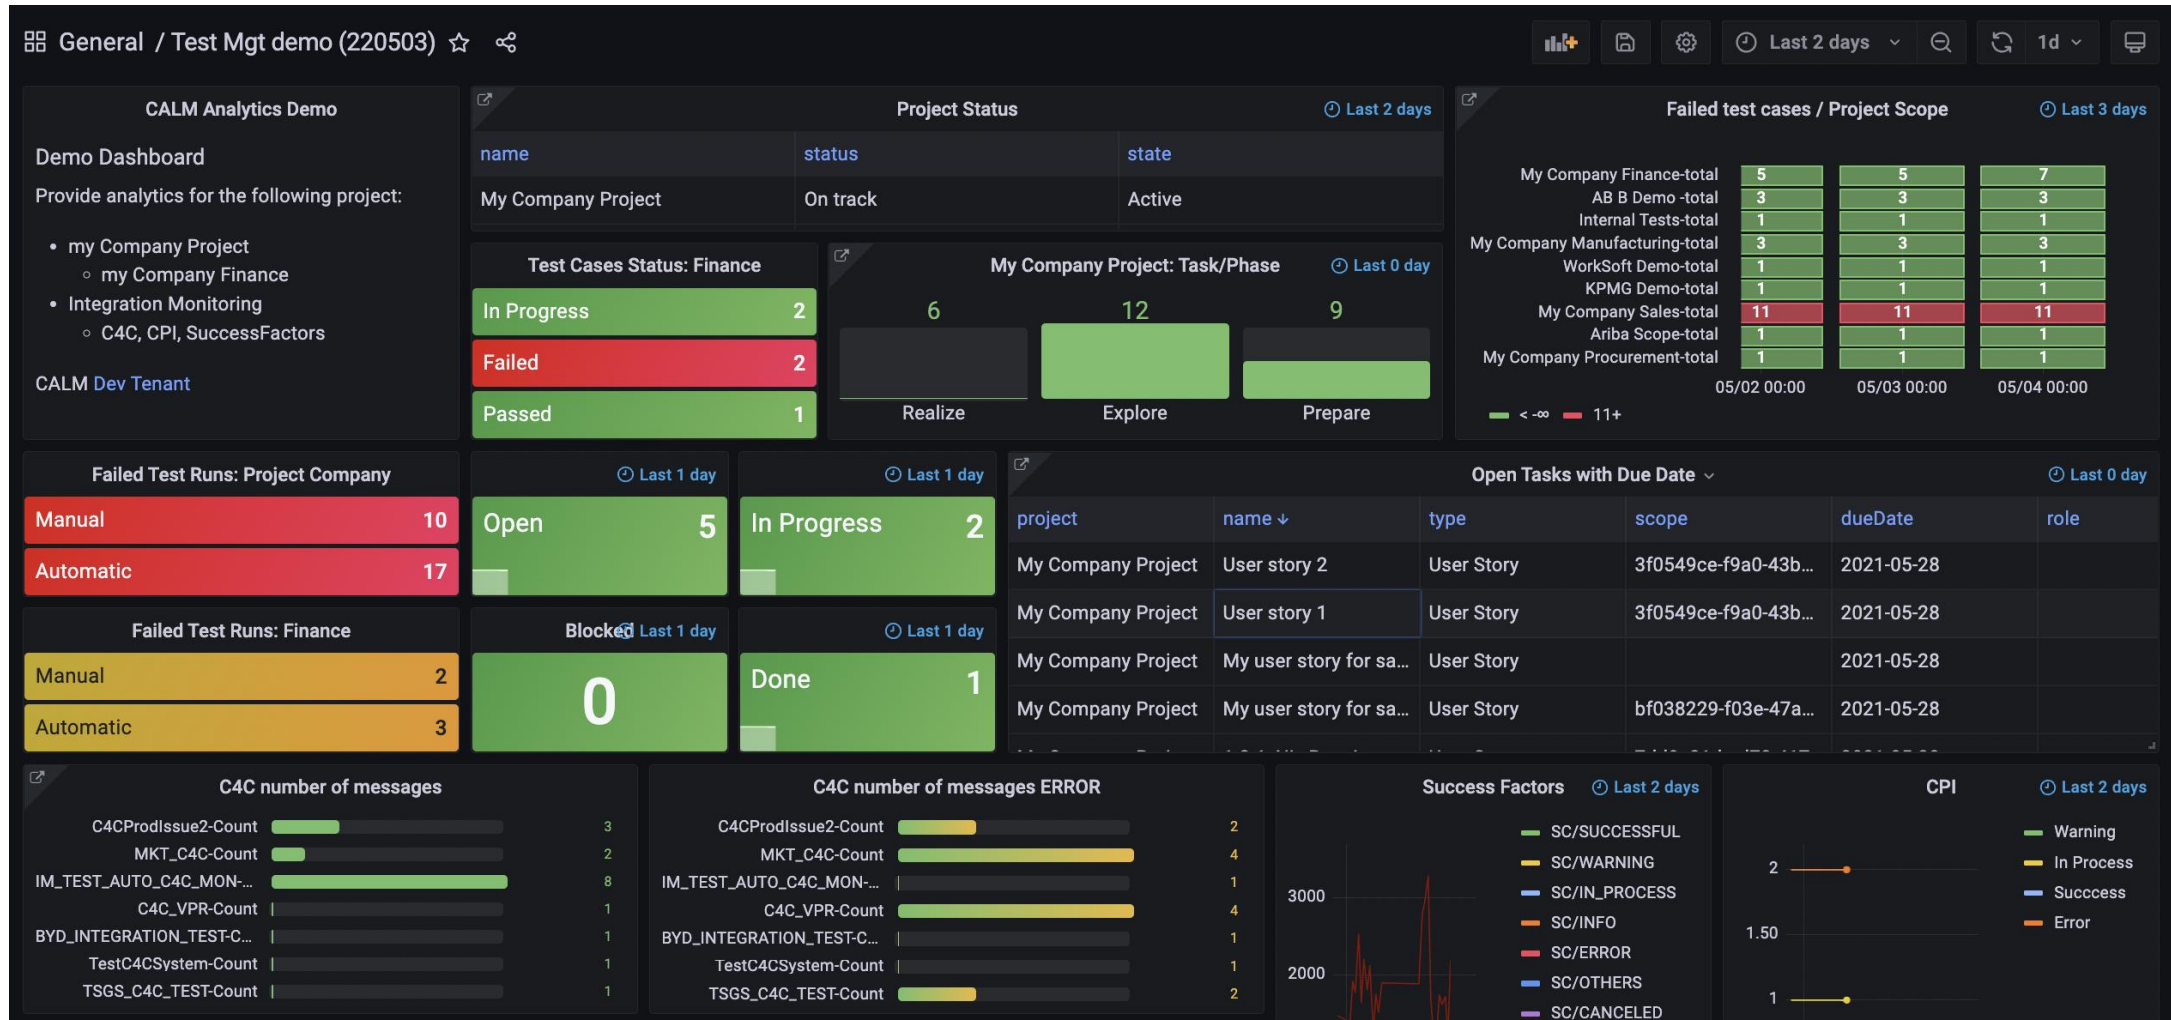 General / Test Mgt demo (220503)
Last 2 days
1d
CALM Analytics Demo
Demo Dashboard
Provide analytics for the following project:
• my Company Project
◦ my Company Finance
• Integration Monitoring
◦ C4C, CPI, SuccessFactors
CALM Dev Tenant
Project Status
Last 2 days
name status state
My Company Project On track Active
Failed test cases / Project Scope
Last 3 days
My Company Finance-total 5 5 7
AB B Demo -total 3 3 3
Internal Tests-total 1 1 1
My Company Manufacturing-total 3 3 3
WorkSoft Demo-total 1 1 1
KPMG Demo-total 1 1 1
My Company Sales-total 11 11 11
Ariba Scope-total 1 1 1
My Company Procurement-total 1 1 1
05/02 00:00 05/03 00:00 05/04 00:00
< -∞ 11+
Test Cases Status: Finance
In Progress 2
Failed 2
Passed 1
My Company Project: Task/Phase
Last 0 day
6 12 9
Realize Explore Prepare
Failed Test Runs: Project Company
Manual 10
Automatic 17
Last 1 day
Open 5
Last 1 day
In Progress 2
Failed Test Runs: Finance
Manual 2
Automatic 3
Blocked Last 1 day
0
Last 1 day
Done 1
Open Tasks with Due Date
Last 0 day
project name type scope dueDate role
My Company Project User story 2 User Story 3f0549ce-f9a0-43b... 2021-05-28
My Company Project User story 1 User Story 3f0549ce-f9a0-43b... 2021-05-28
My Company Project My user story for sa... User Story 2021-05-28
My Company Project My user story for sa... User Story bf038229-f03e-47a... 2021-05-28
C4C number of messages
C4CProdIssue2-Count 3
MKT_C4C-Count 2
IM_TEST_AUTO_C4C_MON-... 8
C4C_VPR-Count 1
BYD_INTEGRATION_TEST-C... 1
TestC4CSystem-Count 1
TSGS_C4C_TEST-Count 1
C4C number of messages ERROR
C4CProdIssue2-Count 2
MKT_C4C-Count 4
IM_TEST_AUTO_C4C_MON-... 1
C4C_VPR-Count 4
BYD_INTEGRATION_TEST-C... 1
TestC4CSystem-Count 1
TSGS_C4C_TEST-Count 2
Success Factors
Last 2 days
3000
2000
SC/SUCCESSFUL
SC/WARNING
SC/IN_PROCESS
SC/INFO
SC/ERROR
SC/OTHERS
SC/CANCELED
CPI
Last 2 days
2
1.50
1
Warning
In Process
Succcess
Error